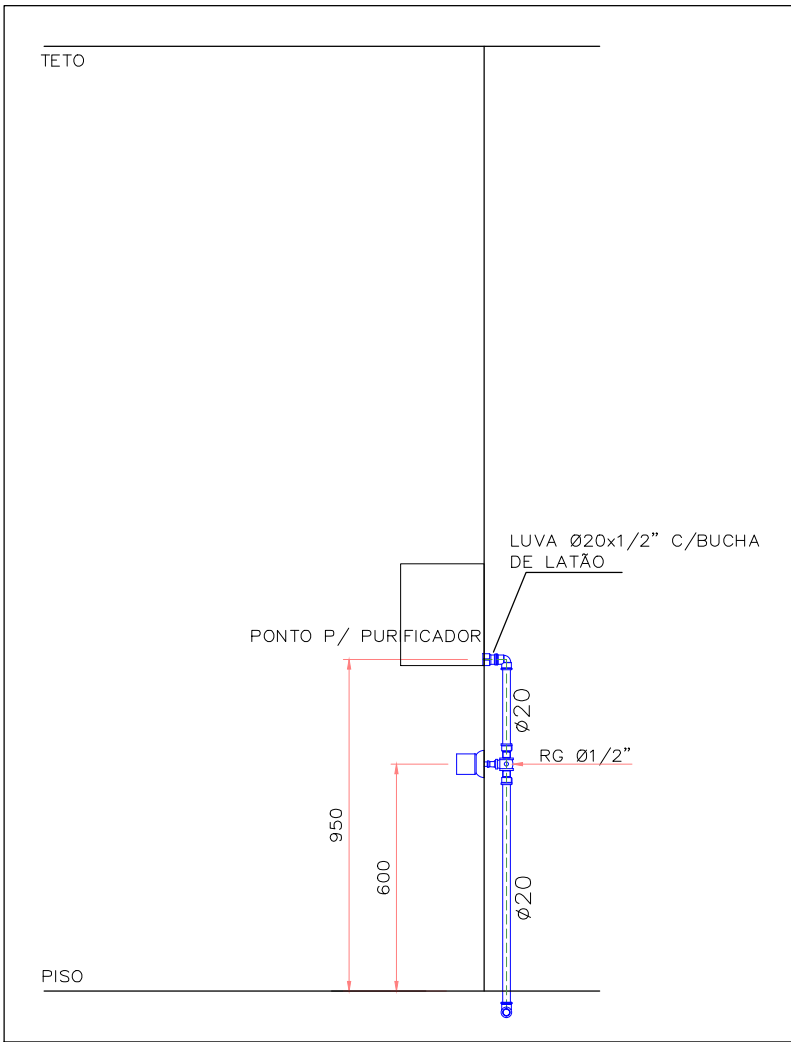 TETO
LUVA Ø20x1/2” C/BUCHA
DE LATÃO
PONTO P/ PURIFICADOR
Ø20
RG Ø1/2”
950
600
Ø20
PISO